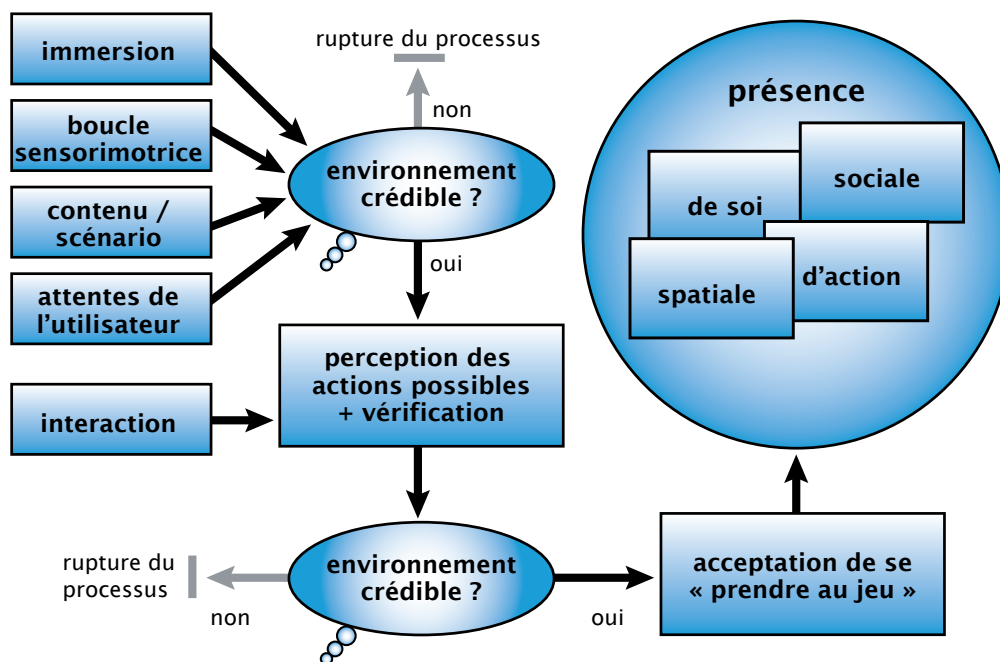 immersion
boucle
sensorimotrice
contenu /
scénario
attentes de
l'utilisateur
interaction
rupture du processus
non
environnement
crédible ?
oui
perception des
actions possibles
+ vérification
environnement
crédible ?
non
rupture du
processus
oui
acceptation de se
« prendre au jeu »
présence
de soi
sociale
spatiale
d'action